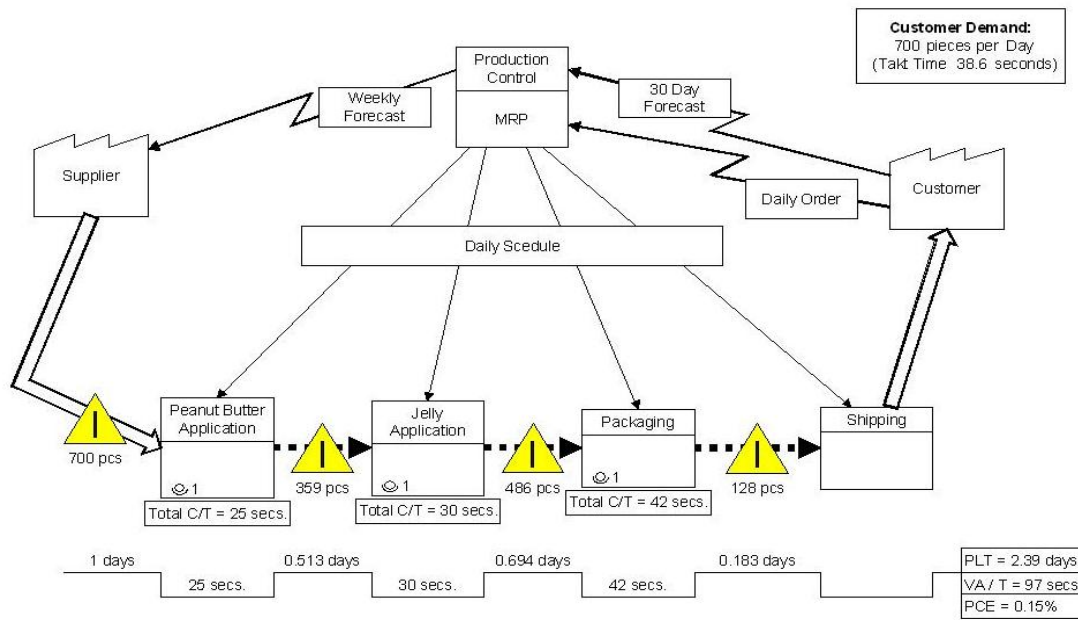 Customer Demand:
700 pieces per Day
(Takt Time 38.6 seconds)
Production
Control
MRP
Weekly
Forecast
30 Day
Forecast
Supplier
Customer
Daily Order
Daily Scedule
Peanut Butter
Application
1
Total C/T = 25 secs.
Jelly
Application
1
Total C/T = 30 secs.
Packaging
1
Total C/T = 42 secs.
Shipping
I
700 pcs
I
359 pcs
I
486 pcs
I
128 pcs
1 days
0.513 days
0.694 days
0.183 days
25 secs.
30 secs.
42 secs.
PLT = 2.39 days
VA / T = 97 secs
PCE = 0.15%